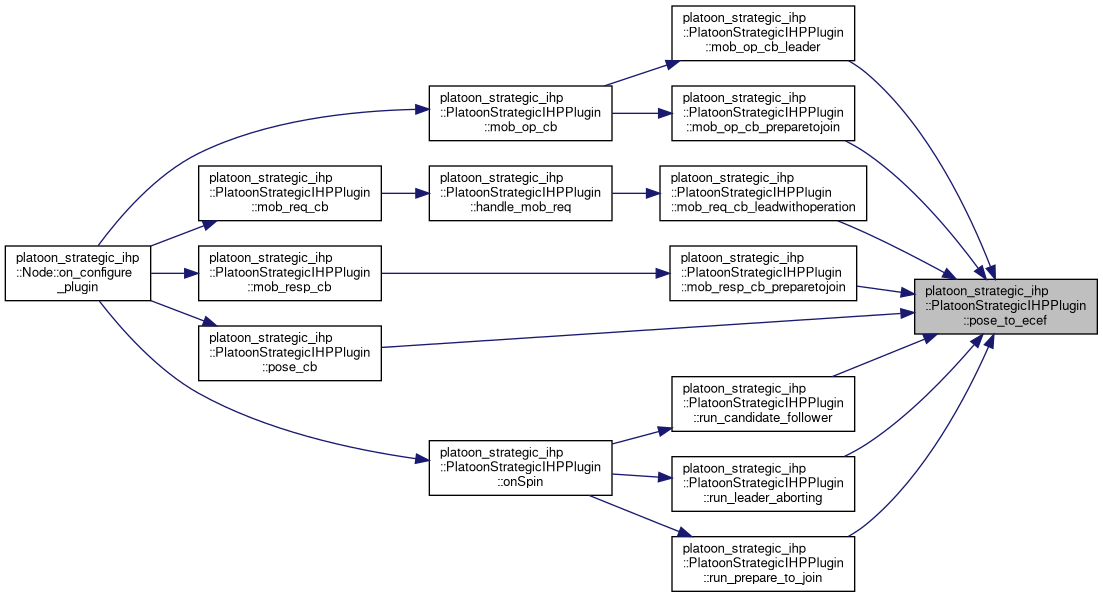 platoon_strategic_ihp
::PlatoonStrategicIHPPlugin
::mob_op_cb_leader
platoon_strategic_ihp
::PlatoonStrategicIHPPlugin
::mob_op_cb
platoon_strategic_ihp
::PlatoonStrategicIHPPlugin
::mob_op_cb_preparetojoin
platoon_strategic_ihp
::PlatoonStrategicIHPPlugin
::mob_req_cb
platoon_strategic_ihp
::PlatoonStrategicIHPPlugin
::handle_mob_req
platoon_strategic_ihp
::PlatoonStrategicIHPPlugin
::mob_req_cb_leadwithoperation
platoon_strategic_ihp
::Node::on_configure
_plugin
platoon_strategic_ihp
::PlatoonStrategicIHPPlugin
::mob_resp_cb
platoon_strategic_ihp
::PlatoonStrategicIHPPlugin
::mob_resp_cb_preparetojoin
platoon_strategic_ihp
::PlatoonStrategicIHPPlugin
::pose_to_ecef
platoon_strategic_ihp
::PlatoonStrategicIHPPlugin
::pose_cb
platoon_strategic_ihp
::PlatoonStrategicIHPPlugin
::run_candidate_follower
platoon_strategic_ihp
::PlatoonStrategicIHPPlugin
::onSpin
platoon_strategic_ihp
::PlatoonStrategicIHPPlugin
::run_leader_aborting
platoon_strategic_ihp
::PlatoonStrategicIHPPlugin
::run_prepare_to_join